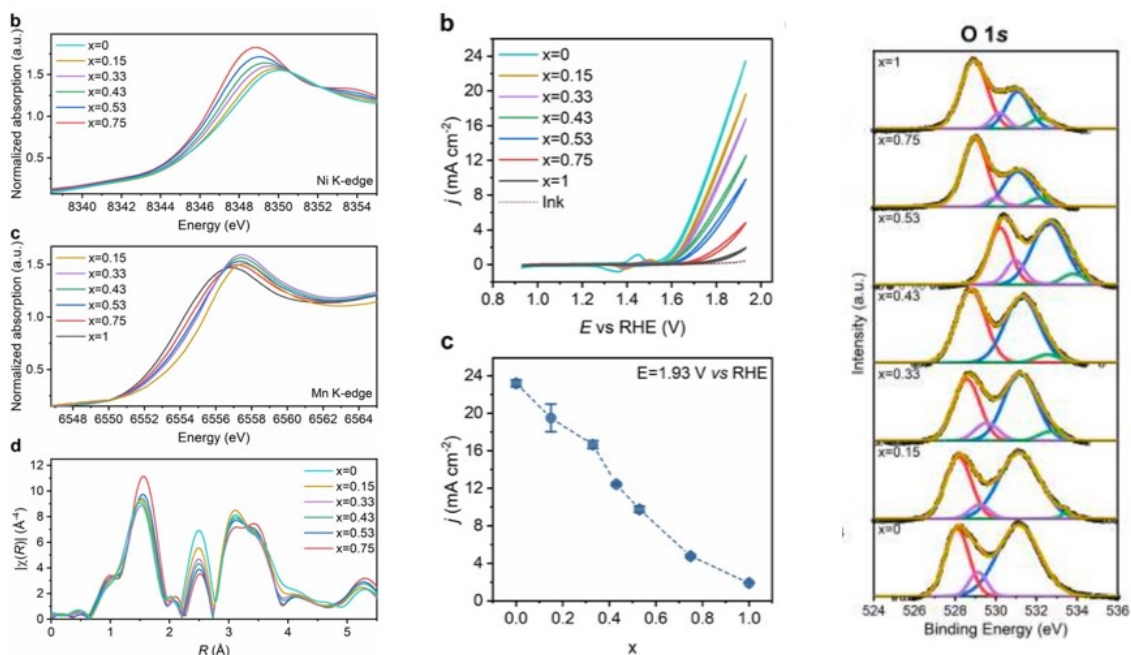 b
Normalized absorption (a.u.)
1.5
1.0
0.5
x=0
x=0.15
x=0.33
x=0.43
x=0.53
x=0.75
Ni K-edge
8340 8342 8344 8346 8348 8350 8352 8354
Energy (eV)
c
Normalized absorption (a.u.)
1.5
1.0
0.5
x=0.15
x=0.33
x=0.43
x=0.53
x=0.75
x=1
Mn K-edge
6548 6550 6552 6554 6556 6558 6560 6562 6564
Energy (eV)
d
|χ(R)| (Å⁻⁴)
12
10
8
6
4
2
0
x=0
x=0.15
x=0.33
x=0.43
x=0.53
x=0.75
0 1 2 3 4 5
R (Å)
b
j (mA cm⁻²)
24
20
16
12
8
4
0
x=0
x=0.15
x=0.33
x=0.43
x=0.53
x=0.75
x=1
Ink
0.8 1.0 1.2 1.4 1.6 1.8 2.0
E vs RHE (V)
c
j (mA cm⁻²)
24
20
16
12
8
4
0
E=1.93 V vs RHE
0.0 0.2 0.4 0.6 0.8 1.0
x
O 1s
Intensity (a.u.)
x=1
x=0.75
x=0.53
x=0.43
x=0.33
x=0.15
x=0
524 526 528 530 532 534 536
Binding Energy (eV)